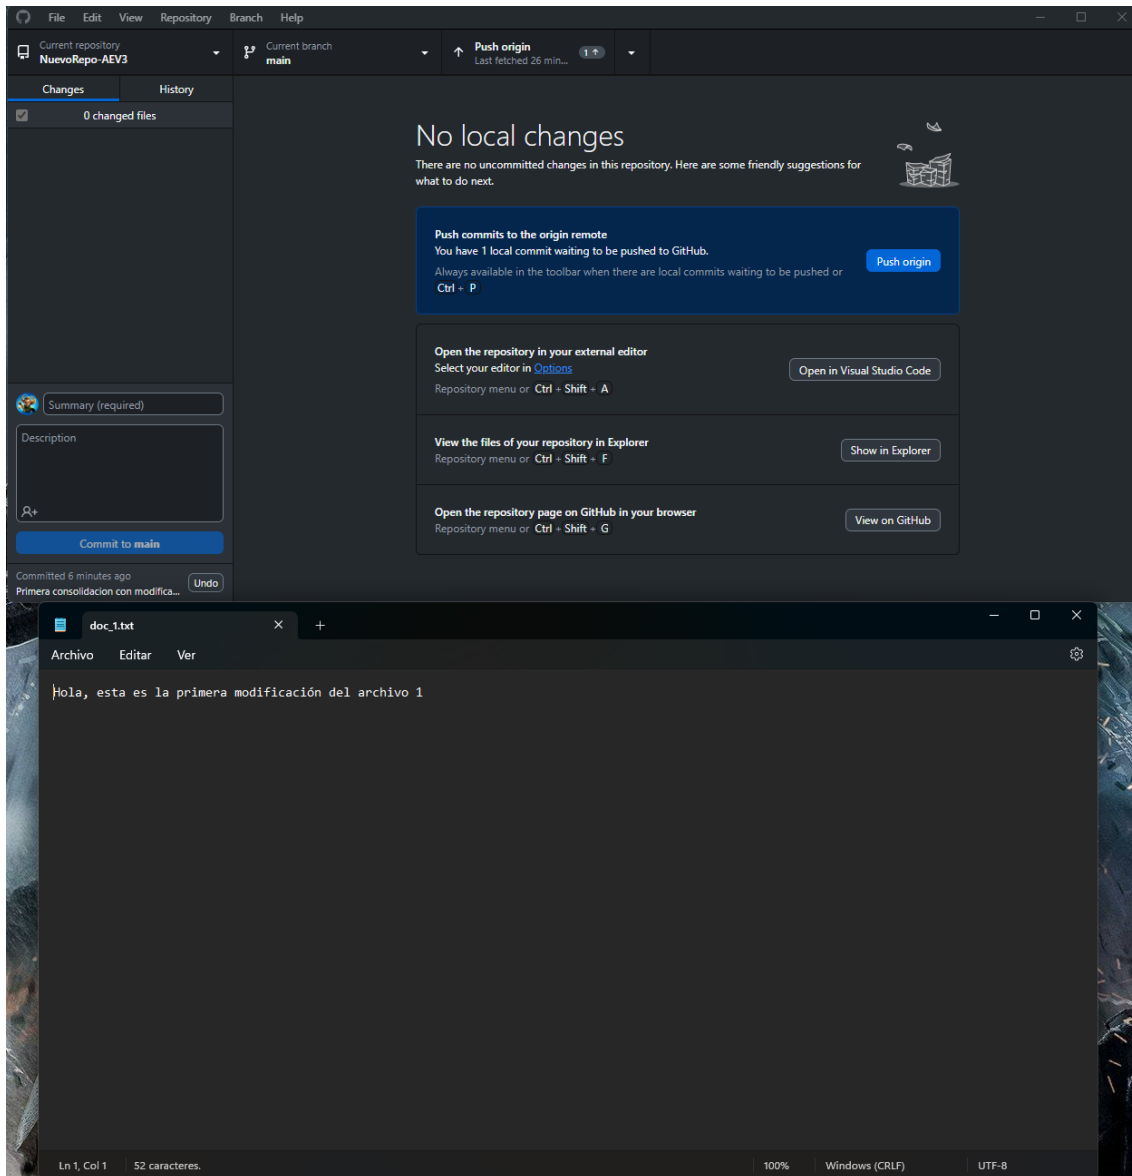 File Edit View Repository Branch Help
Current repository
NuevoRepo-AEV3
Current branch
main
Push origin
Last fetched 26 min...
1
Changes History
0 changed files
No local changes
There are no uncommitted changes in this repository. Here are some friendly suggestions for
what to do next.
Push commits to the origin remote
You have 1 local commit waiting to be pushed to GitHub.
Always available in the toolbar when there are local commits waiting to be pushed or
Ctrl + P
Push origin
Open the repository in your external editor
Select your editor in Options
Repository menu or Ctrl + Shift + A
Open in Visual Studio Code
View the files of your repository in Explorer
Repository menu or Ctrl + Shift + F
Show in Explorer
Open the repository page on GitHub in your browser
Repository menu or Ctrl + Shift + G
View on GitHub
Summary (required)
Description
Commit to main
Committed 6 minutes ago
Primera consolidacion con modifica...
Undo
doc_1.txt
Archivo Editar Ver
Hola, esta es la primera modificación del archivo 1
Ln 1, Col 1 52 caracteres. 100% Windows (CRLF) UTF-8